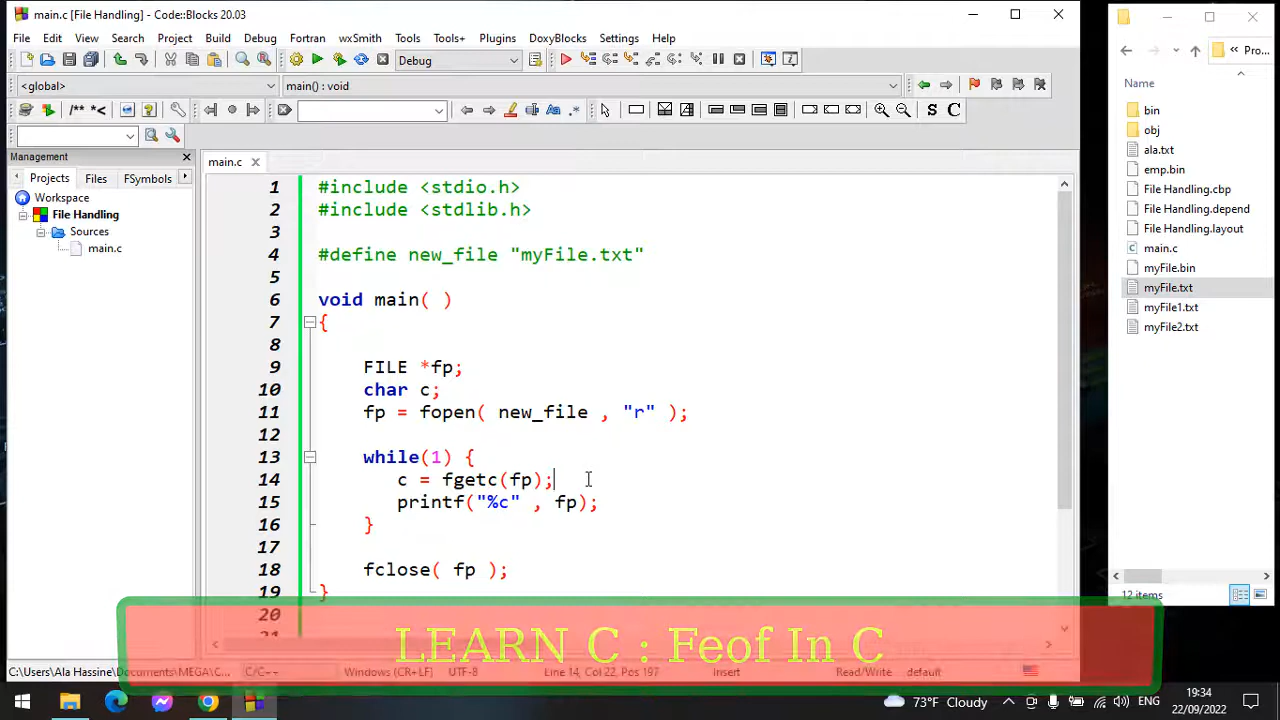 main.c [File Handling] - Code::Blocks 20.03
File Edit View Search Project Build Debug Fortran wxSmith Tools Tools+ Plugins DoxyBlocks Settings Help
Debug
<global> main() : void
/** *< S C
Management
Projects Files FSymbols
Workspace
File Handling
Sources
main.c
main.c
1 #include <stdio.h>
2 #include <stdlib.h>
3
4 #define new_file "myFile.txt"
5
6 void main( )
7 {
8
9 FILE *fp;
10 char c;
11 fp = fopen( new_file , "r" );
12
13 while(1) {
14 c = fgetc(fp);
15 printf("%c" , fp);
16 }
17
18 fclose( fp );
19 }
20
21
Pro...
Name
bin
obj
ala.txt
emp.bin
File Handling.cbp
File Handling.depend
File Handling.layout
main.c
myFile.bin
myFile.txt
myFile1.txt
myFile2.txt
12 items
LEARN C : Feof In C
C:\Users\Ala Hassine\Documents\MEGA\C... C/C++ Windows (CR+LF) UTF-8 Line 14, Col 22, Pos 197 Insert Read/Write default
73°F Cloudy ENG 19:34
22/09/2022